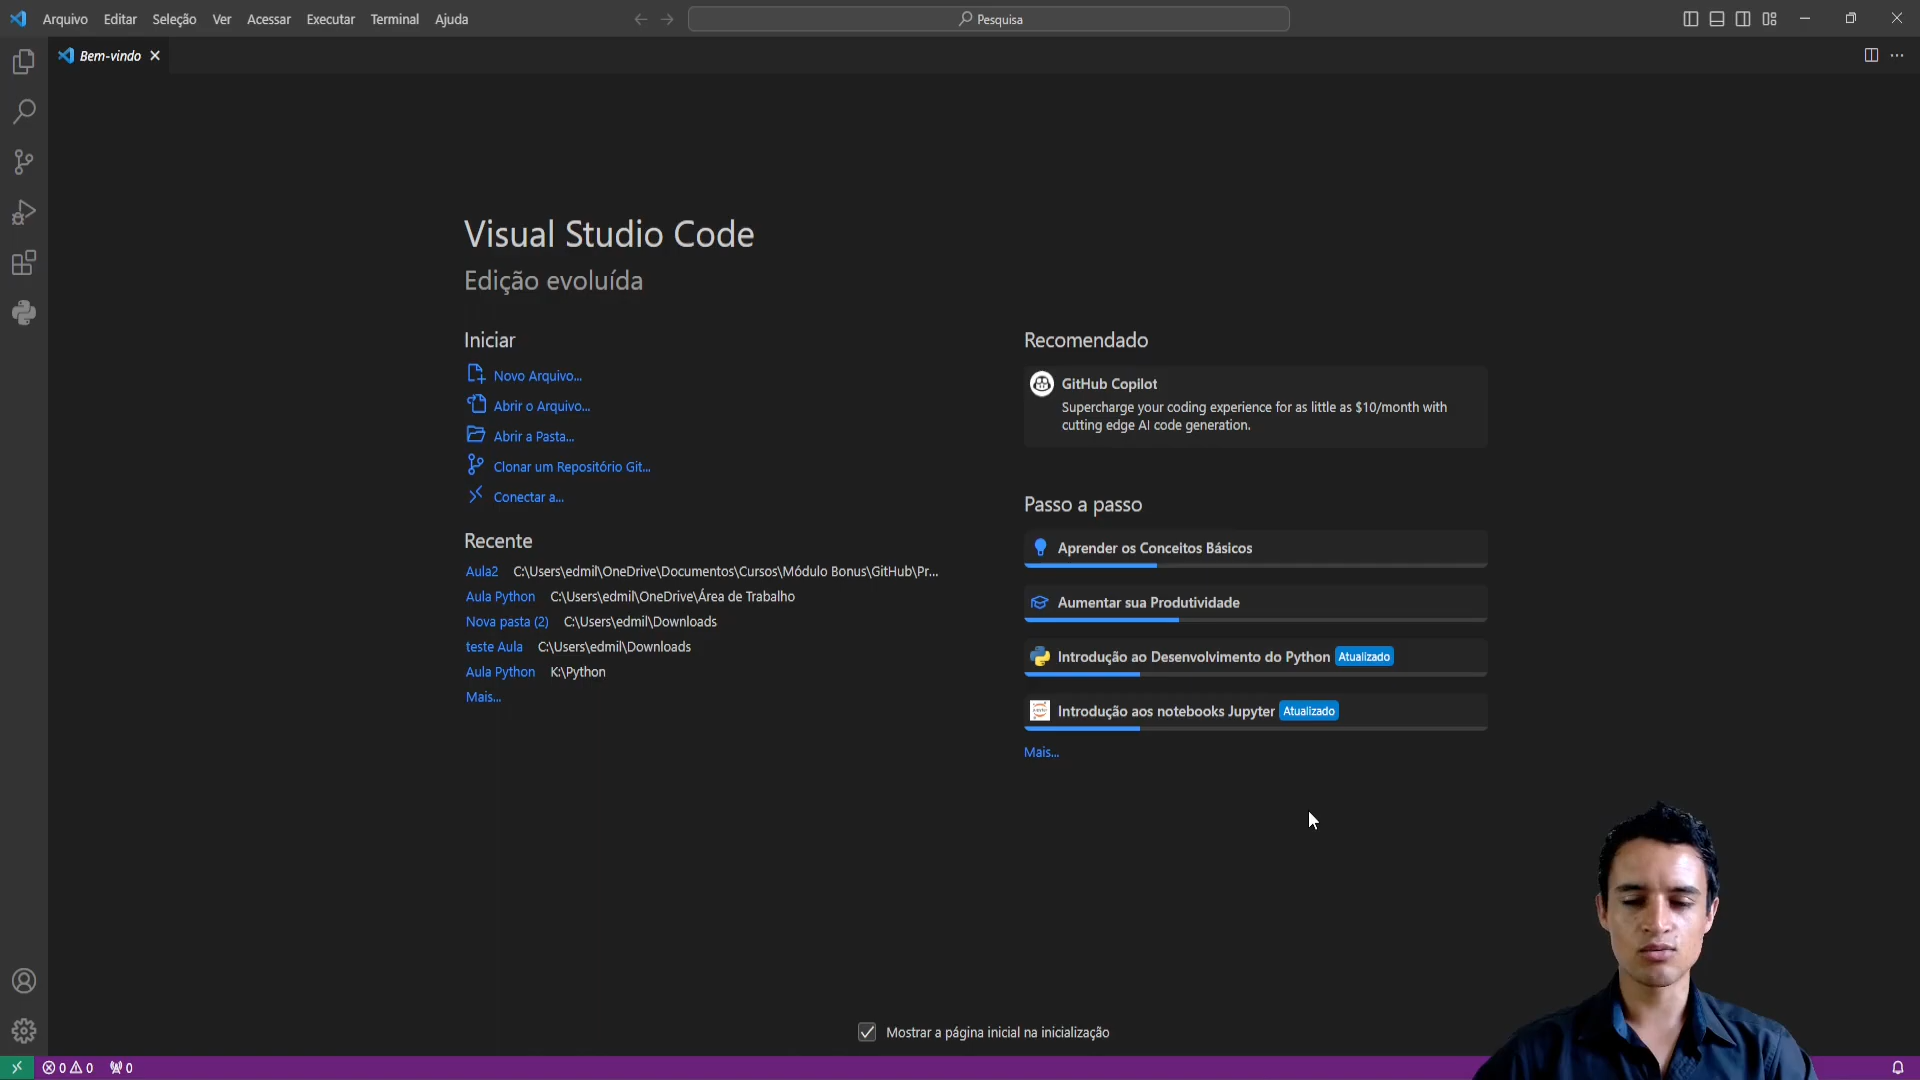 Arquivo Editar Seleção Ver Acessar Executar Terminal Ajuda
Pesquisa
Bem-vindo
Visual Studio Code
Edição evoluída
Iniciar
Novo Arquivo...
Abrir o Arquivo...
Abrir a Pasta...
Clonar um Repositório Git...
Conectar a...
Recente
Aula2 C:\Users\edmil\OneDrive\Documentos\Cursos\Módulo Bonus\GitHub\Pr...
Aula Python C:\Users\edmil\OneDrive\Área de Trabalho
Nova pasta (2) C:\Users\edmil\Downloads
teste Aula C:\Users\edmil\Downloads
Aula Python K:\Python
Mais...
Recomendado
GitHub Copilot
Supercharge your coding experience for as little as $10/month with
cutting edge AI code generation.
Passo a passo
Aprender os Conceitos Básicos
Aumentar sua Produtividade
Introdução ao Desenvolvimento do Python Atualizado
Introdução aos notebooks Jupyter Atualizado
Mais...
Mostrar a página inicial na inicialização
0 0 0